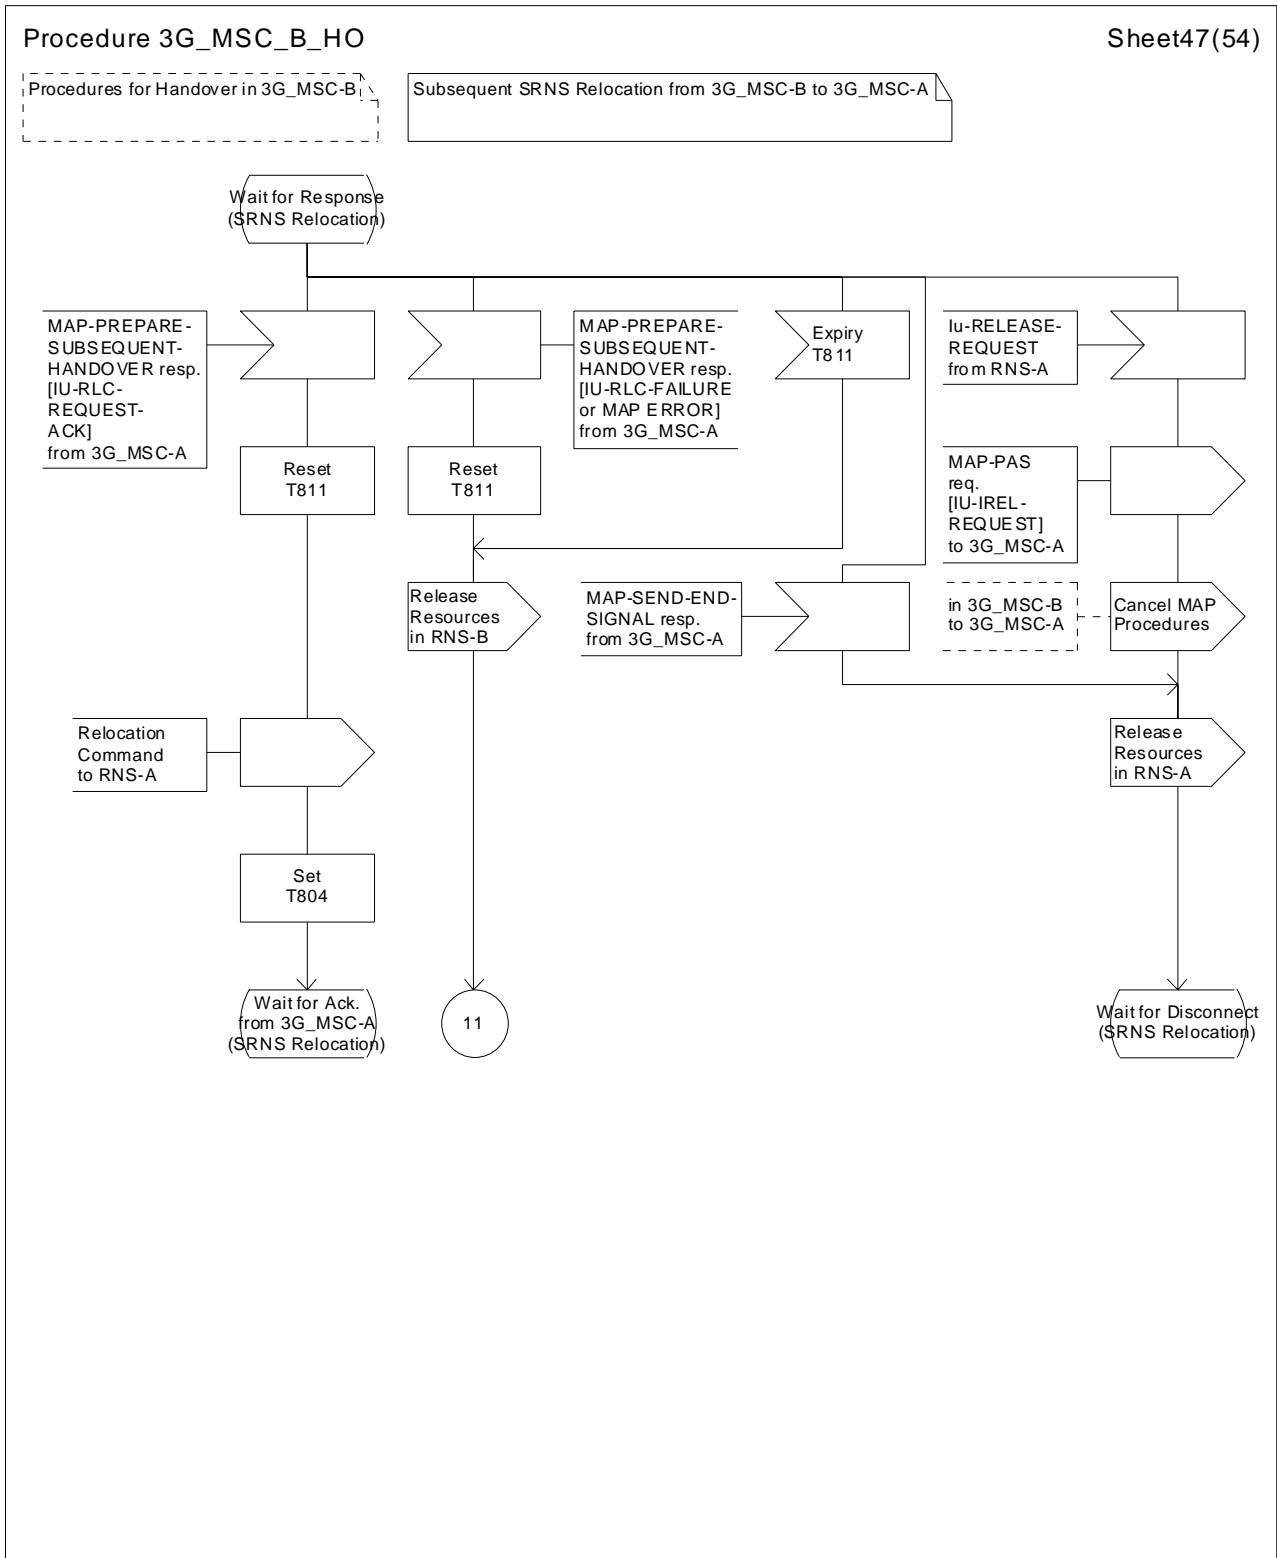 Procedure 3G_MSC_B_HO
Sheet47(54)
Procedures for Handover in 3G_MSC-B
Subsequent SRNS Relocation from 3G_MSC-B to 3G_MSC-A
Wait for Response
(SRNS Relocation)
MAP-PREPARE-
SUBSEQUENT-
HANDOVER resp.
[IU-RLC-
REQUEST-
ACK]
from 3G_MSC-A
MAP-PREPARE-
SUBSEQUENT-
HANDOVER resp.
[IU-RLC-FAILURE
or MAP ERROR]
from 3G_MSC-A
Expiry
T811
Iu-RELEASE-
REQUEST
from RNS-A
Reset
T811
Reset
T811
MAP-PAS
req.
[IU-IREL-
REQUEST]
to 3G_MSC-A
Release
Resources
in RNS-B
MAP-SEND-END-
SIGNAL resp.
from 3G_MSC-A
in 3G_MSC-B
to 3G_MSC-A
Cancel MAP
Procedures
Relocation
Command
to RNS-A
Release
Resources
in RNS-A
Set
T804
Wait for Ack.
from 3G_MSC-A
(SRNS Relocation)
11
Wait for Disconnect
(SRNS Relocation)